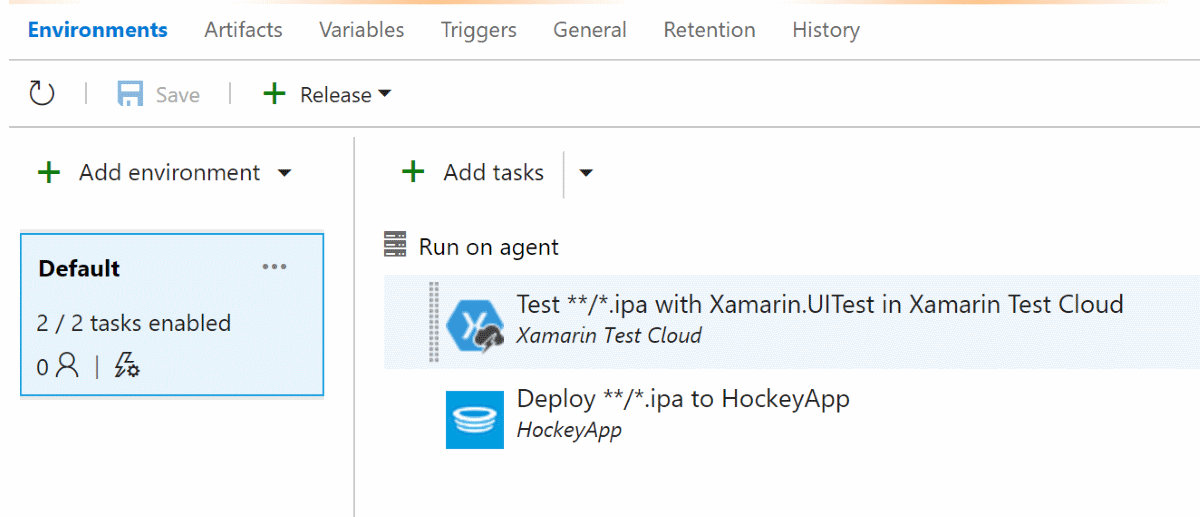 Environments Artifacts Variables Triggers General Retention History
Save Release
Add environment
Add tasks
Default
2 / 2 tasks enabled
0
Run on agent
Test **/*.ipa with Xamarin.UITest in Xamarin Test Cloud
Xamarin Test Cloud
Deploy **/*.ipa to HockeyApp
HockeyApp